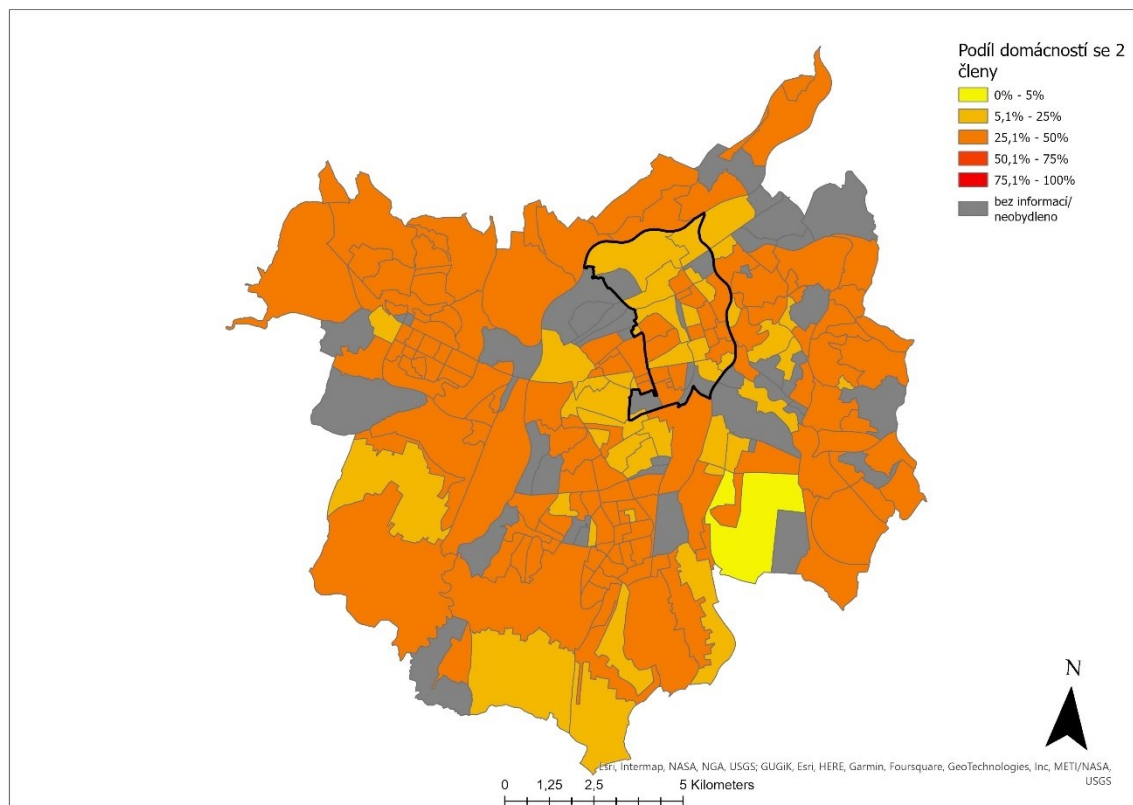 Podíl domácností se 2
členy
0% - 5%
5,1% - 25%
25,1% - 50%
50,1% - 75%
75,1% - 100%
bez informací/
neobydleno
N
Esri, Intermap, NASA, NGA, USGS; GUGiK, Esri, HERE, Garmin, Foursquare, GeoTechnologies, Inc, METI/NASA,
USGS
0 1,25 2,5 5 Kilometers